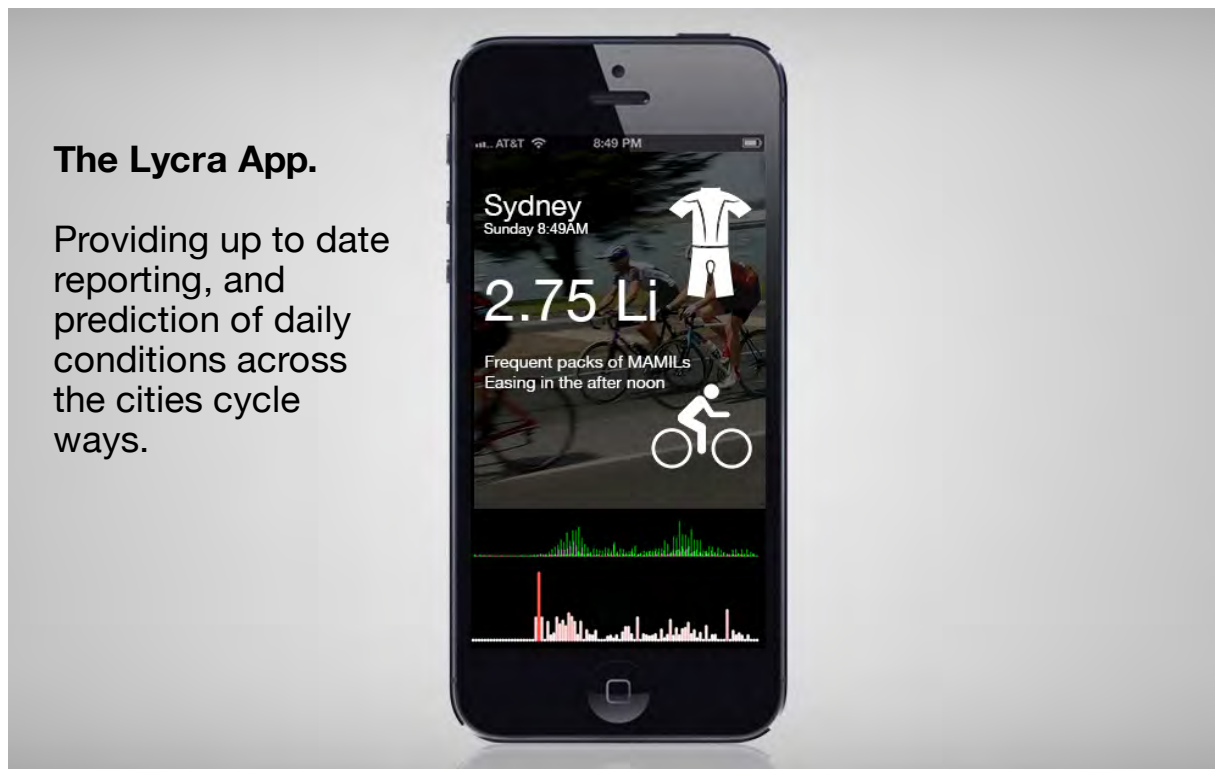 The Lycra App.
Providing up to date
reporting, and
prediction of daily
conditions across
the cities cycle
ways.
AT&T 8:49 PM
Sydney
Sunday 8:49AM
2.75 Li
Frequent packs of MAMILs
Easing in the after noon